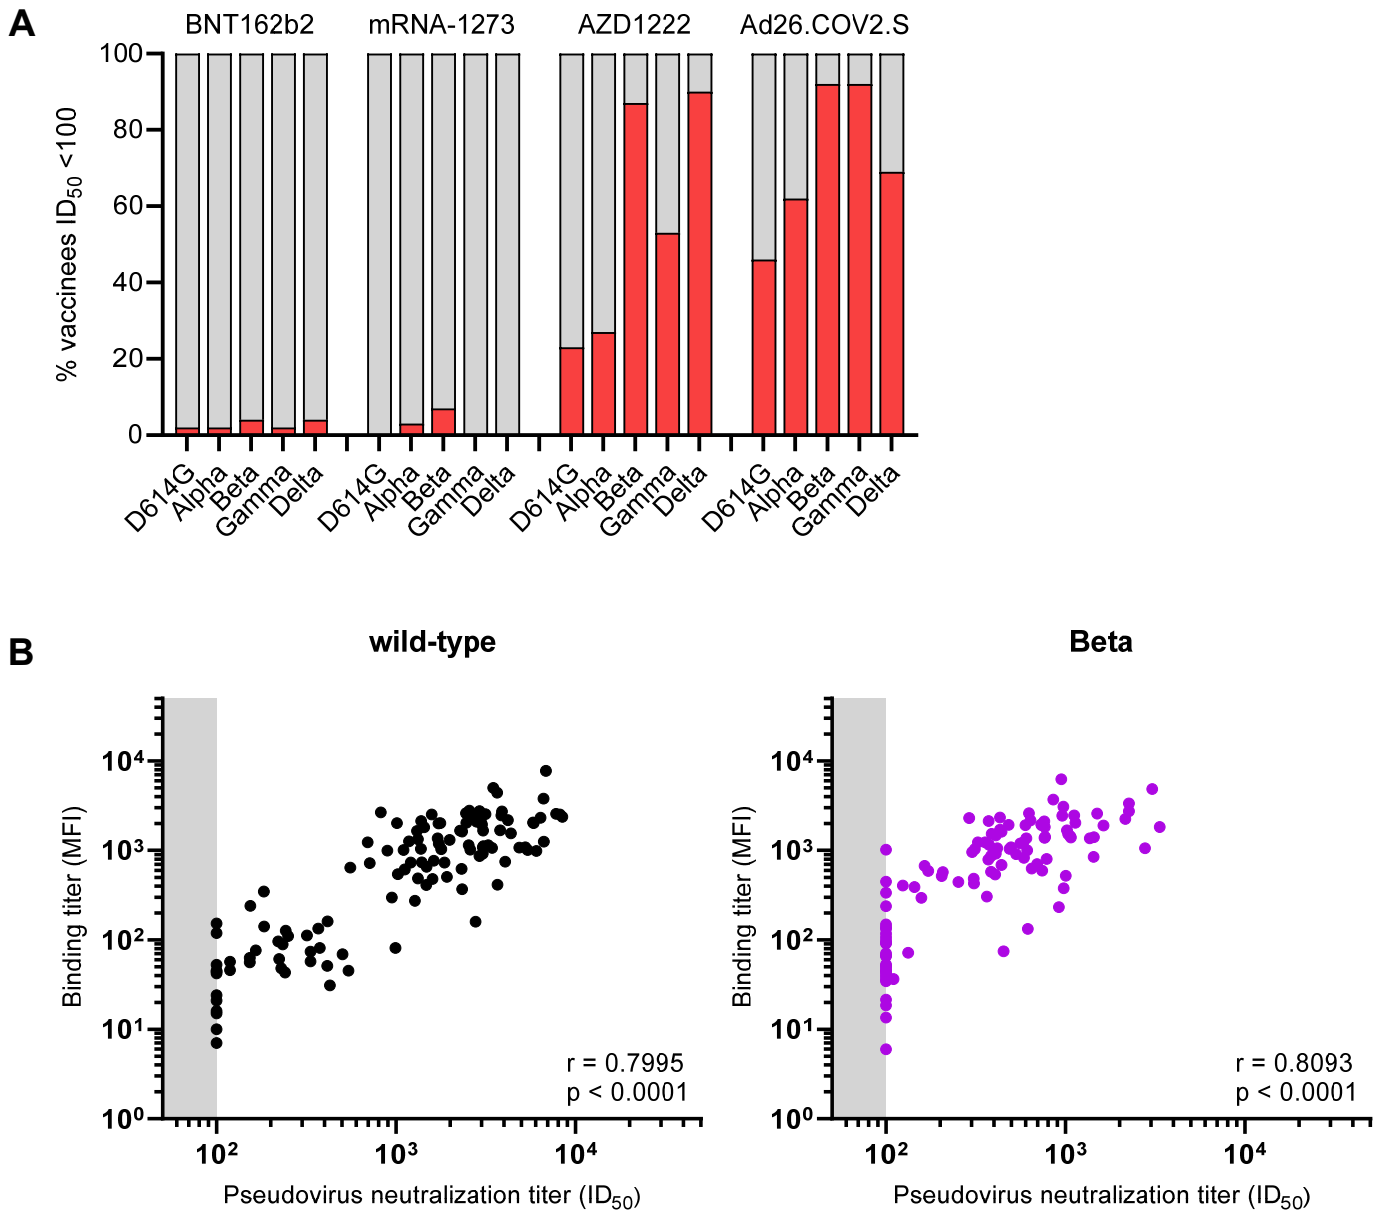 A
BNT162b2 mRNA-1273 AZD1222 Ad26.COV2.S
% vaccinees ID50 <100
100
80
60
40
20
0
D614G Alpha Beta Gamma Delta D614G Alpha Beta Gamma Delta D614G Alpha Beta Gamma Delta D614G Alpha Beta Gamma Delta
B
wild-type
Binding titer (MFI)
10^4
10^3
10^2
10^1
10^0
r = 0.7995
p < 0.0001
10^2 10^3 10^4
Pseudovirus neutralization titer (ID50)
Beta
Binding titer (MFI)
10^4
10^3
10^2
10^1
10^0
r = 0.8093
p < 0.0001
10^2 10^3 10^4
Pseudovirus neutralization titer (ID50)